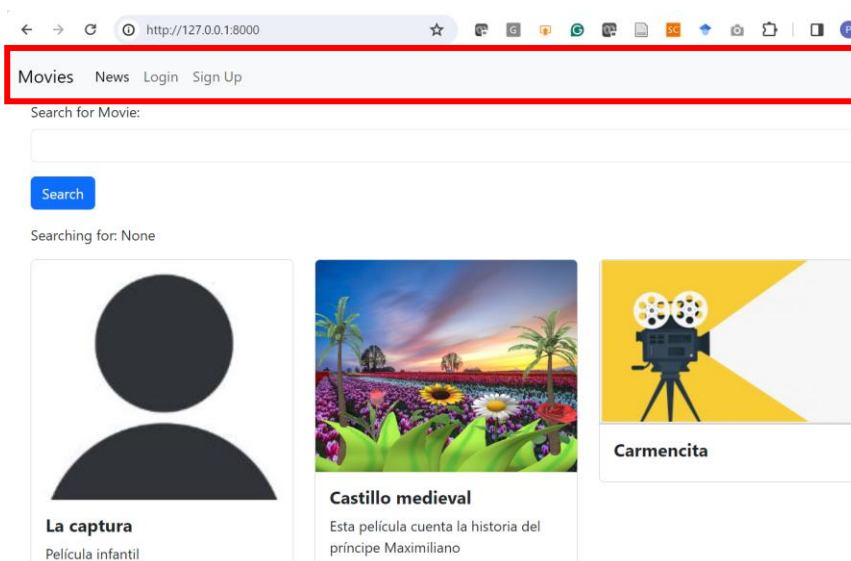 http://127.0.0.1:8000
Movies News Login Sign Up
Search for Movie:
Search
Searching for: None
La captura
Película infantil
Castillo medieval
Esta película cuenta la historia del
príncipe Maximiliano
Carmencita